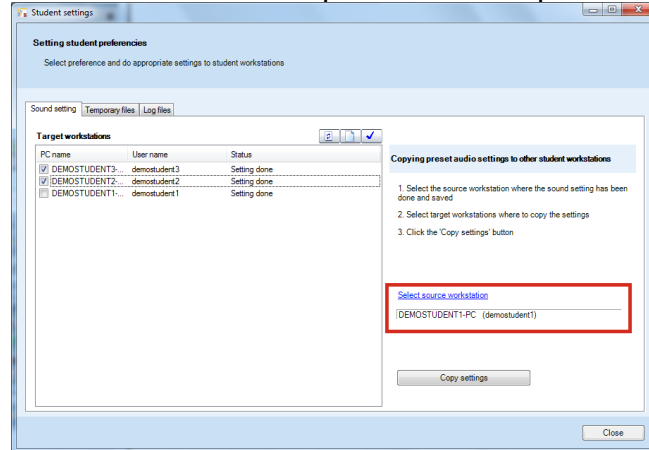 Student settings
Setting student preferencies
Select preference and do appropriate settings to student workstations
Sound setting Temporary files Log files
Target workstations
PC name User name Status
DEMOSTUDENT3-... demostudent3 Setting done
DEMOSTUDENT2-... demostudent2 Setting done
DEMOSTUDENT1-... demostudent1 Setting done
Copying preset audio settings to other student workstations
1. Select the source workstation where the sound setting has been
done and saved
2. Select target workstations where to copy the settings
3. Click the 'Copy settings' button
Select source workstation
DEMOSTUDENT1-PC (demostudent1)
Copy settings
Close